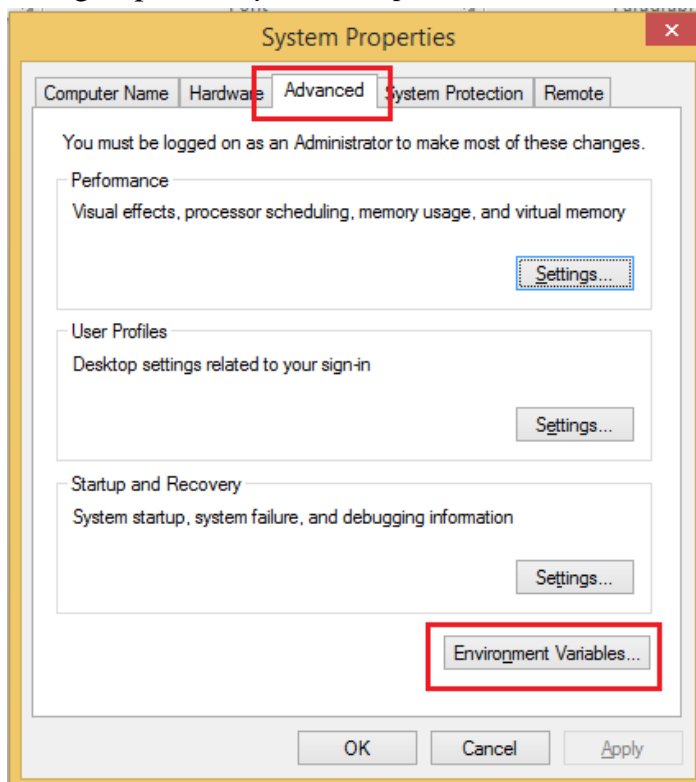 System Properties
Computer Name Hardware Advanced System Protection Remote
You must be logged on as an Administrator to make most of these changes.
Performance
Visual effects, processor scheduling, memory usage, and virtual memory
Settings...
User Profiles
Desktop settings related to your sign-in
Settings...
Startup and Recovery
System startup, system failure, and debugging information
Settings...
Environment Variables...
OK Cancel Apply